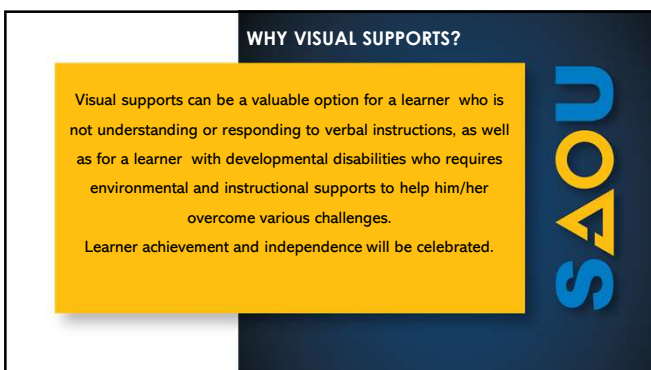 WHY VISUAL SUPPORTS?
Visual supports can be a valuable option for a learner who is
not understanding or responding to verbal instructions, as well
as for a learner with developmental disabilities who requires
environmental and instructional supports to help him/her
overcome various challenges.
Learner achievement and independence will be celebrated.
SAOU